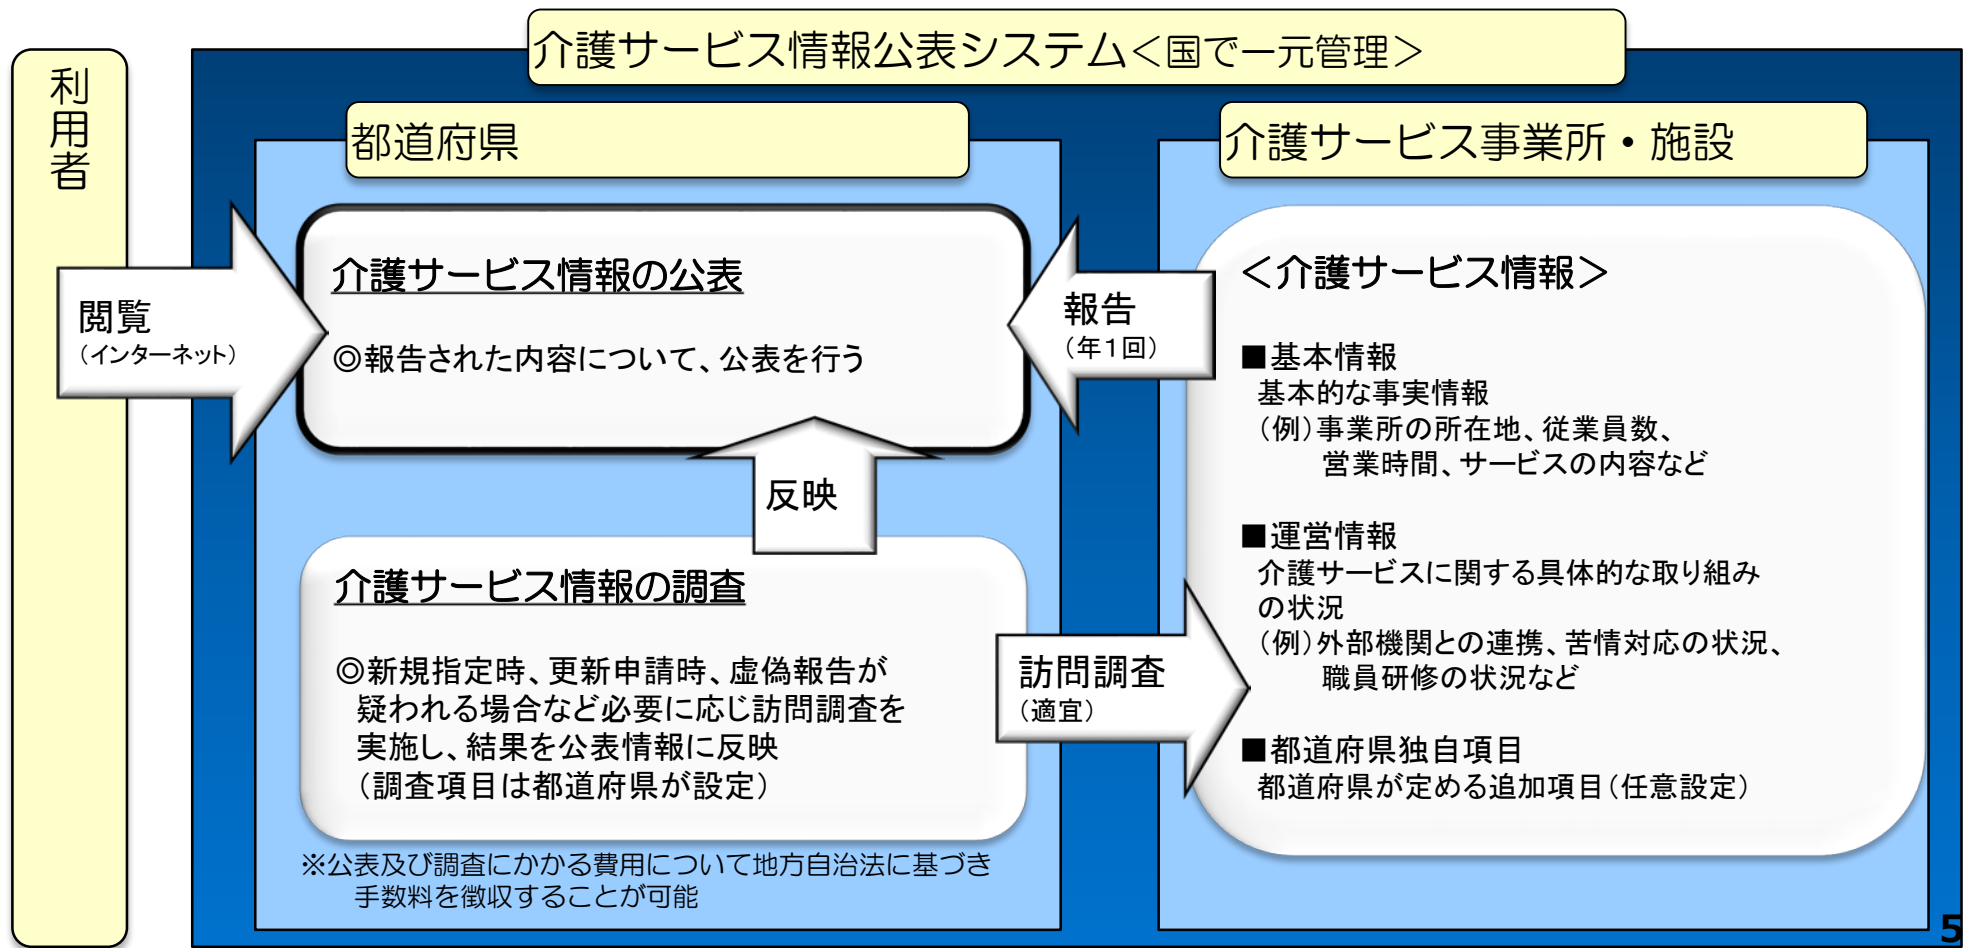 介護サービス情報公表システム＜国で一元管理＞
利用者
都道府県
介護サービス事業所・施設
閲覧
（インターネット）
介護サービス情報の公表
◎報告された内容について、公表を行う
報告
（年１回）
反映
介護サービス情報の調査
◎新規指定時、更新申請時、虚偽報告が
疑われる場合など必要に応じ訪問調査を
実施し、結果を公表情報に反映
（調査項目は都道府県が設定）
※公表及び調査にかかる費用について地方自治法に基づき
手数料を徴収することが可能
訪問調査
（適宜）
＜介護サービス情報＞
■基本情報
基本的な事実情報
（例）事業所の所在地、従業員数、
営業時間、サービスの内容など
■運営情報
介護サービスに関する具体的な取り組み
の状況
（例）外部機関との連携、苦情対応の状況、
職員研修の状況など
■都道府県独自項目
都道府県が定める追加項目（任意設定）
5